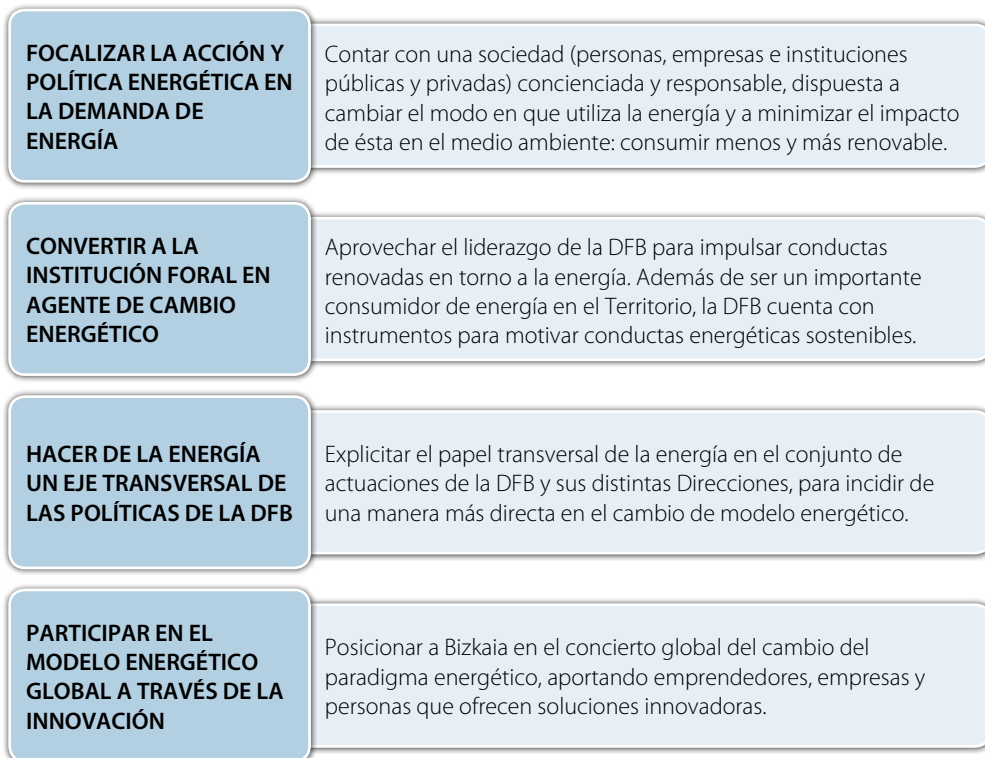 FOCALIZAR LA ACCIÓN Y
POLÍTICA ENERGÉTICA EN
LA DEMANDA DE
ENERGÍA
Contar con una sociedad (personas, empresas e instituciones
públicas y privadas) concienciada y responsable, dispuesta a
cambiar el modo en que utiliza la energía y a minimizar el impacto
de ésta en el medio ambiente: consumir menos y más renovable.
CONVERTIR A LA
INSTITUCIÓN FORAL EN
AGENTE DE CAMBIO
ENERGÉTICO
Aprovechar el liderazgo de la DFB para impulsar conductas
renovadas en torno a la energía. Además de ser un importante
consumidor de energía en el Territorio, la DFB cuenta con
instrumentos para motivar conductas energéticas sostenibles.
HACER DE LA ENERGÍA
UN EJE TRANSVERSAL DE
LAS POLÍTICAS DE LA DFB
Explicitar el papel transversal de la energía en el conjunto de
actuaciones de la DFB y sus distintas Direcciones, para incidir de
una manera más directa en el cambio de modelo energético.
PARTICIPAR EN EL
MODELO ENERGÉTICO
GLOBAL A TRAVÉS DE LA
INNOVACIÓN
Posicionar a Bizkaia en el concierto global del cambio del
paradigma energético, aportando emprendedores, empresas y
personas que ofrecen soluciones innovadoras.